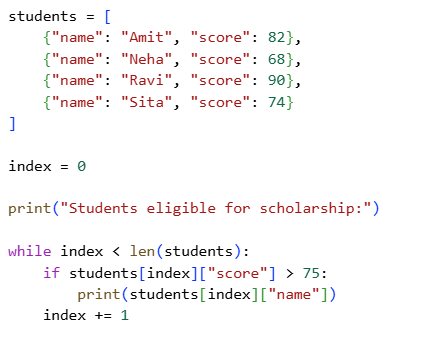 students = [
    {"name": "Amit", "score": 82},
    {"name": "Neha", "score": 68},
    {"name": "Ravi", "score": 90},
    {"name": "Sita", "score": 74}
]

index = 0

print("Students eligible for scholarship:")

while index < len(students):
    if students[index]["score"] > 75:
        print(students[index]["name"])
    index += 1